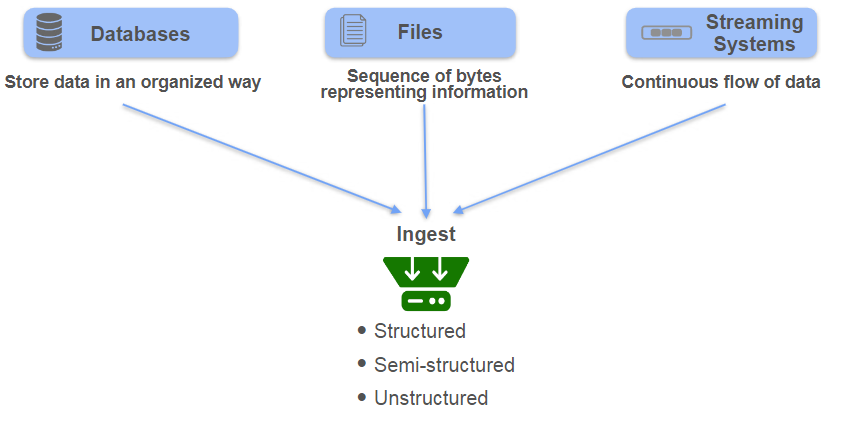 Databases
Files
Streaming
Systems
Store data in an organized way
Sequence of bytes
representing information
Continuous flow of data
Ingest
• Structured
• Semi-structured
• Unstructured